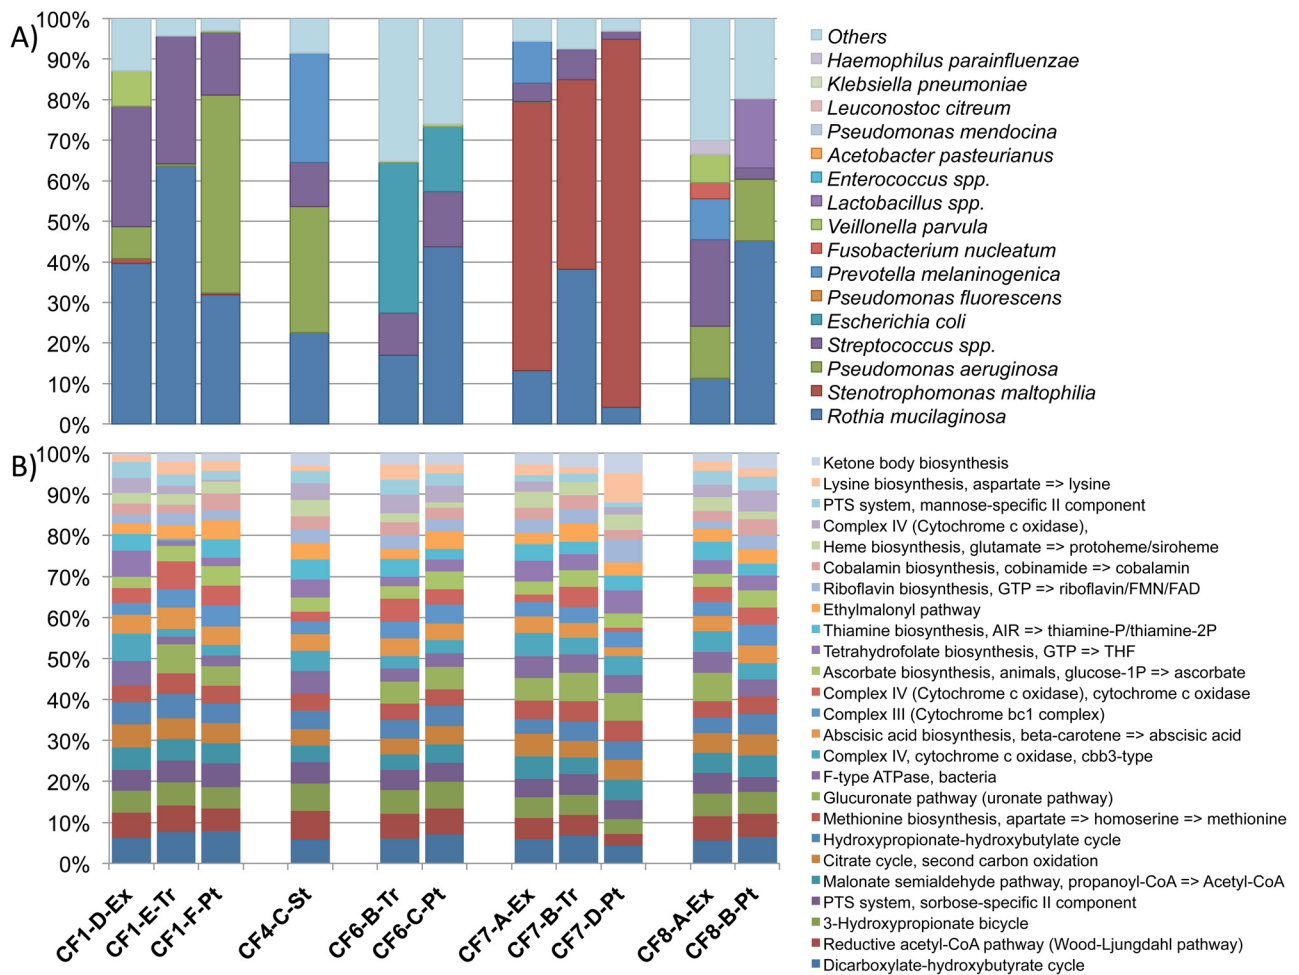 A)
100%
90%
80%
70%
60%
50%
40%
30%
20%
10%
0%
Others
Haemophilus parainfluenzae
Klebsiella pneumoniae
Leuconostoc citreum
Pseudomonas mendocina
Acetobacter pasteurianus
Enterococcus spp.
Lactobacillus spp.
Veillonella parvula
Fusobacterium nucleatum
Prevotella melaninogenica
Pseudomonas fluorescens
Escherichia coli
Streptococcus spp.
Pseudomonas aeruginosa
Stenotrophomonas maltophilia
Rothia mucilaginosa
B)
100%
90%
80%
70%
60%
50%
40%
30%
20%
10%
0%
CF1-D-Ex
CF1-E-Tr
CF1-F-Pt
CF4-C-St
CF6-B-Tr
CF6-C-Pt
CF7-A-Ex
CF7-B-Tr
CF7-D-Pt
CF8-A-Ex
CF8-B-Pt
Ketone body biosynthesis
Lysine biosynthesis, aspartate => lysine
PTS system, mannose-specific II component
Complex IV (Cytochrome c oxidase),
Heme biosynthesis, glutamate => protoheme/siroheme
Cobalamin biosynthesis, cobinamide => cobalamin
Riboflavin biosynthesis, GTP => riboflavin/FMN/FAD
Ethylmalonyl pathway
Thiamine biosynthesis, AIR => thiamine-P/thiamine-2P
Tetrahydrofolate biosynthesis, GTP => THF
Ascorbate biosynthesis, animals, glucose-1P => ascorbate
Complex IV (Cytochrome c oxidase), cytochrome c oxidase
Complex III (Cytochrome bc1 complex)
Abscisic acid biosynthesis, beta-carotene => abscisic acid
Complex IV, cytochrome c oxidase, cbb3-type
F-type ATPase, bacteria
Glucuronate pathway (uronate pathway)
Methionine biosynthesis, apartate => homoserine => methionine
Hydroxypropionate-hydroxybutylate cycle
Citrate cycle, second carbon oxidation
Malonate semialdehyde pathway, propanoyl-CoA => Acetyl-CoA
PTS system, sorbose-specific II component
3-Hydroxypropionate bicycle
Reductive acetyl-CoA pathway (Wood-Ljungdahl pathway)
Dicarboxylate-hydroxybutyrate cycle